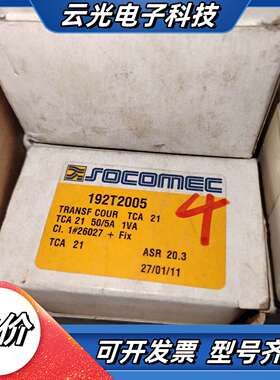 云光电子科技
SOCOMEC
192T2005
TRANSF COUR TCA 21
TCA 21 50/5A 1VA
Cl. 1#26027 + Fix
TCA 21
ASR 20.3
27/01/11
4
价
可开发票 型号齐